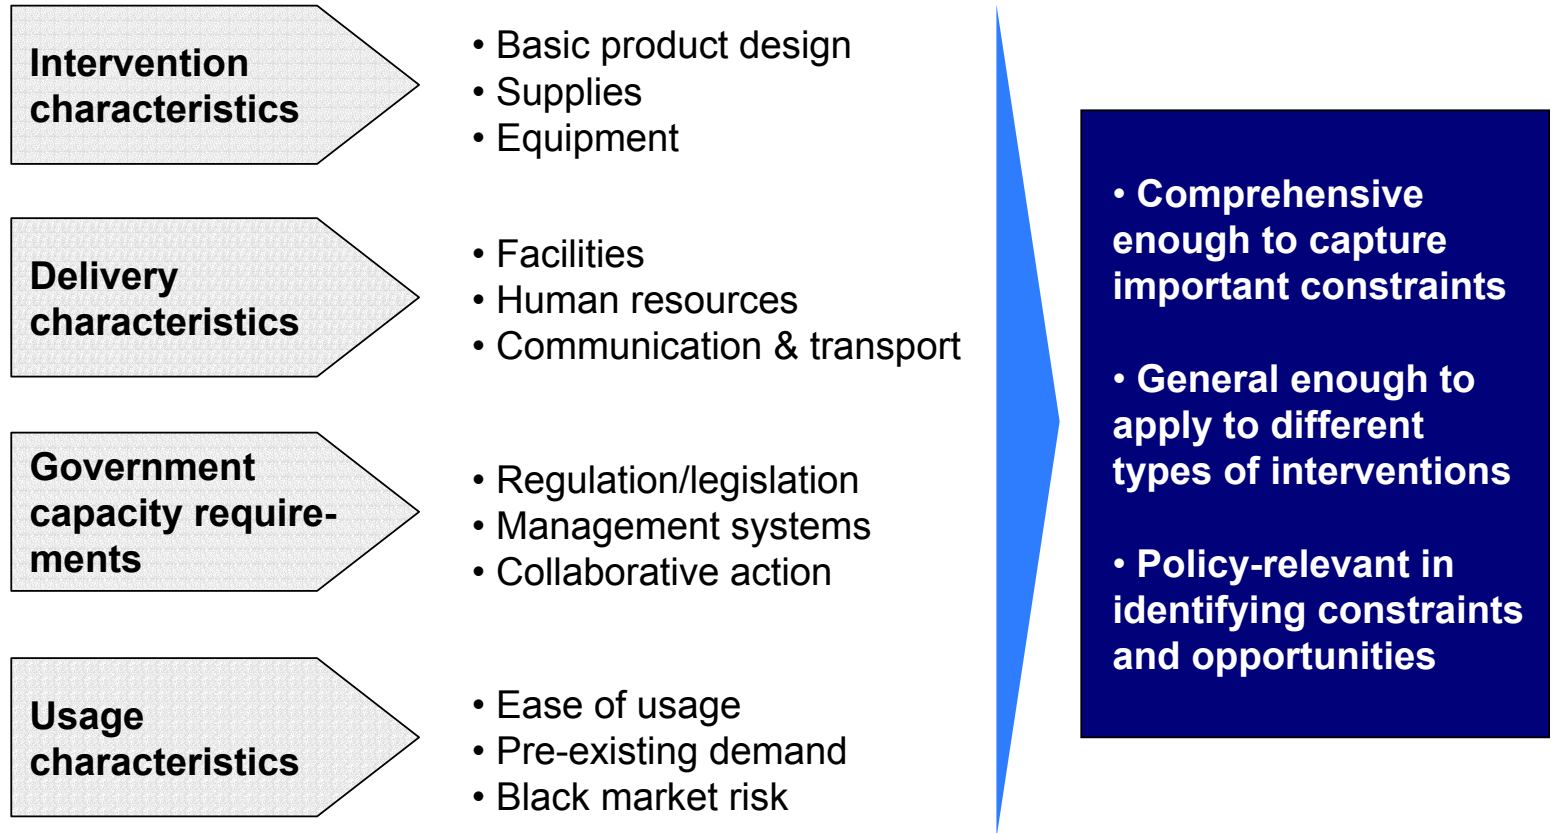 Intervention
characteristics
• Basic product design
• Supplies
• Equipment
Delivery
characteristics
• Facilities
• Human resources
• Communication & transport
Government
capacity require-
ments
• Regulation/legislation
• Management systems
• Collaborative action
Usage
characteristics
• Ease of usage
• Pre-existing demand
• Black market risk
• Comprehensive
enough to capture
important constraints
• General enough to
apply to different
types of interventions
• Policy-relevant in
identifying constraints
and opportunities